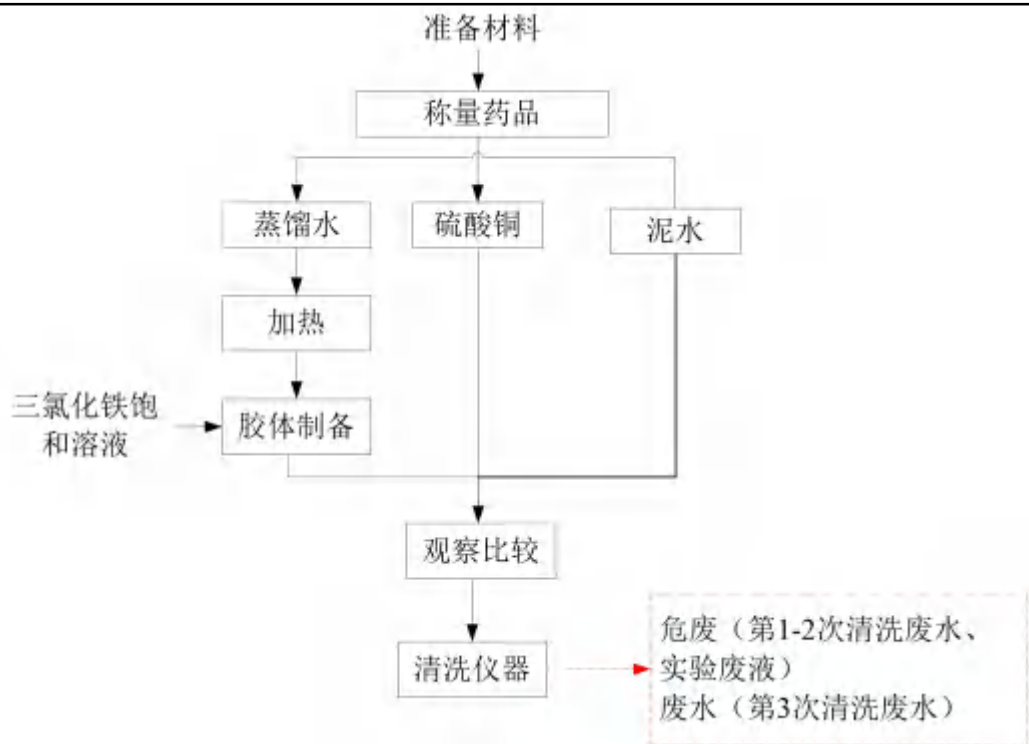 准备材料
称量药品
蒸馏水
硫酸铜
泥水
加热
三氯化铁饱
和溶液
胶体制备
观察比较
清洗仪器
危废（第1-2次清洗废水、
实验废液）
废水（第3次清洗废水）